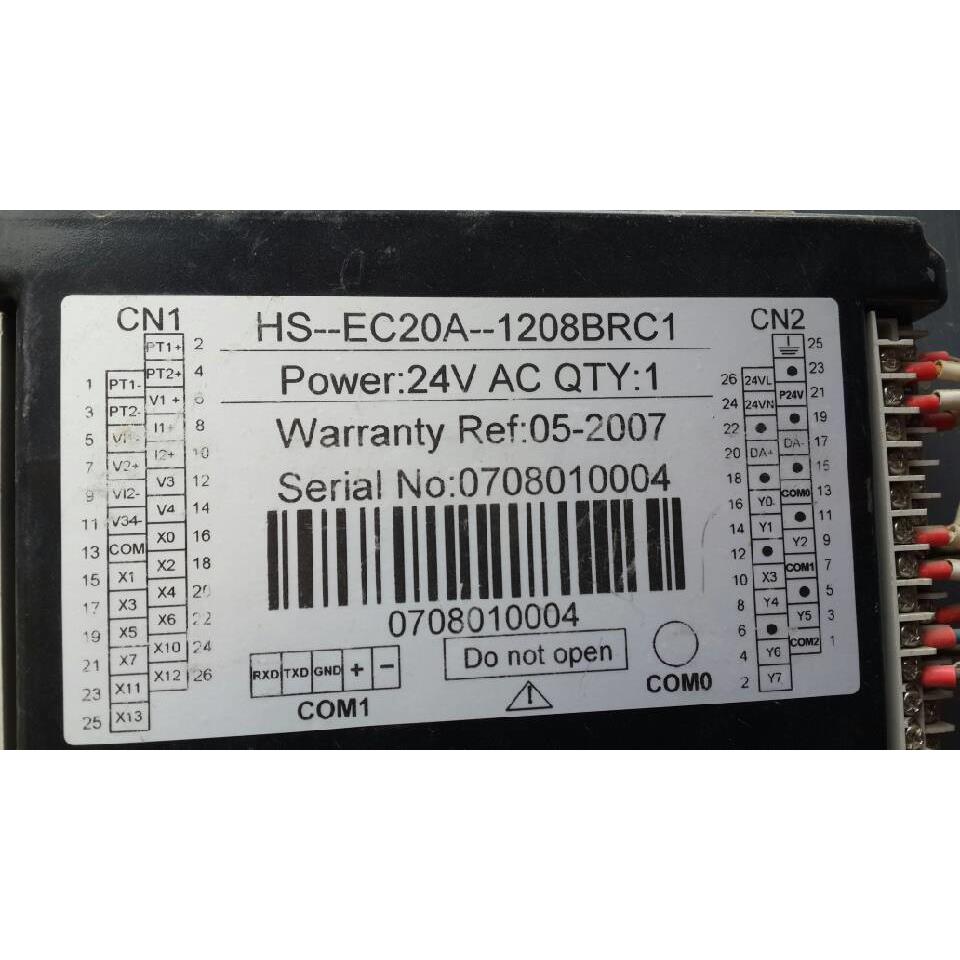 CN1
HS--EC20A--1208BRC1
CN2
Power:24V AC QTY:1
Warranty Ref:05-2007
Serial No:0708010004
0708010004
Do not open
RXD TXD GND + −
COM1
COM0
PT1+ 2
1 PT1-
PT2+ 4
3 PT2-
V1 + 6
5
I1+ 8
7 V2+
I2+ 10
9 VI2-
V3 12
11 V34-
V4 14
13 COM
X0 16
15 X1
X2 18
17 X3
X4 20
19 X5
X6 22
21 X7
X10 24
23 X11
X12 26
25 X13
25
23
26 24VL
P24V 21
24 24VN
19
22
DA- 17
20 DA+
15
18
COM0 13
16 Y0
11
14 Y1
Y2 9
12
COM1 7
10 X3
5
8 Y4
Y5 3
6
COM2 1
4 Y6
2 Y7